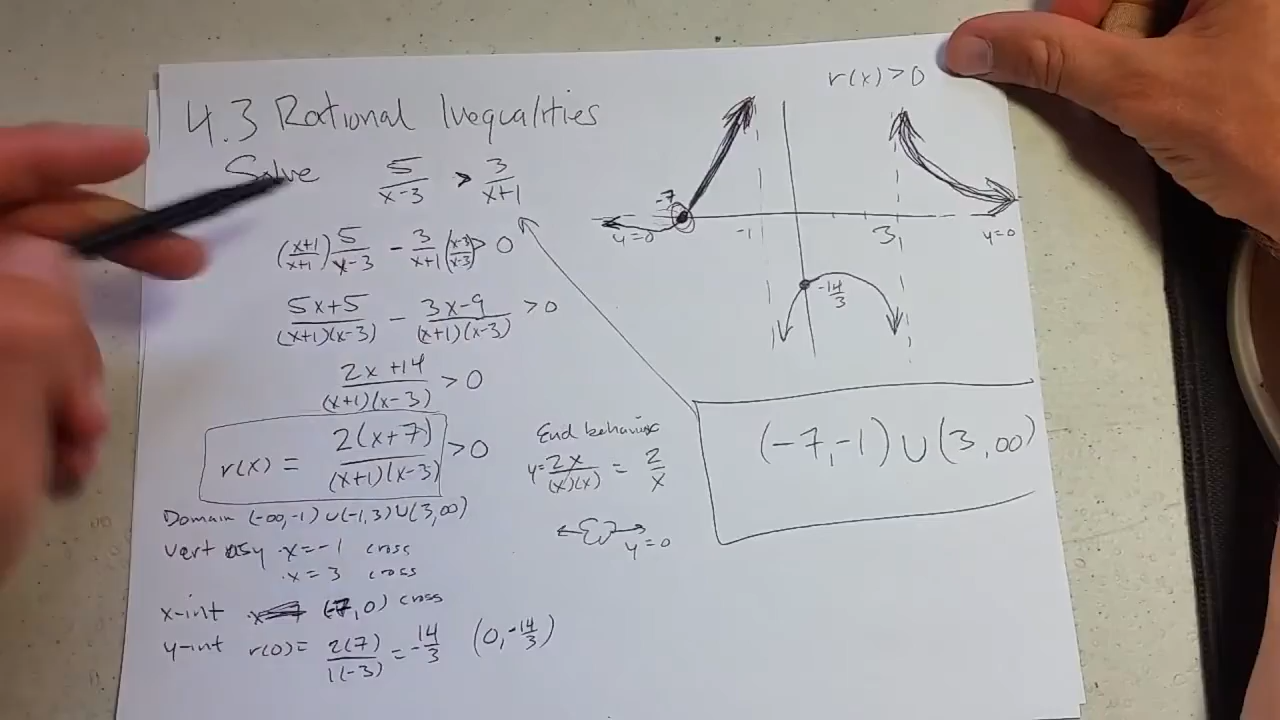 4.3 Rational Inequalities
Solve 5/(x-3) > 3/(x+1)
((x+1)/(x+1)) 5/(x-3) - 3/(x+1) ((x-3)/(x-3)) > 0
(5x+5)/((x+1)(x-3)) - (3x-9)/((x+1)(x-3)) > 0
(2x+14)/((x+1)(x-3)) > 0
r(x) = 2(x+7)/((x+1)(x-3)) > 0
Domain (-∞,-1)∪(-1,3)∪(3,∞)
Vert asy x=-1 cross
x=3 cross
x-int (-7,0) cross
y-int r(0)= 2(7)/(1(-3)) = -14/3 (0,-14/3)
End behavior
y= 2x/((x)(x)) = 2/x
y=0
r(x)>0
-7
y=0 -1 3 y=0
-14/3
(-7,-1)∪(3,∞)